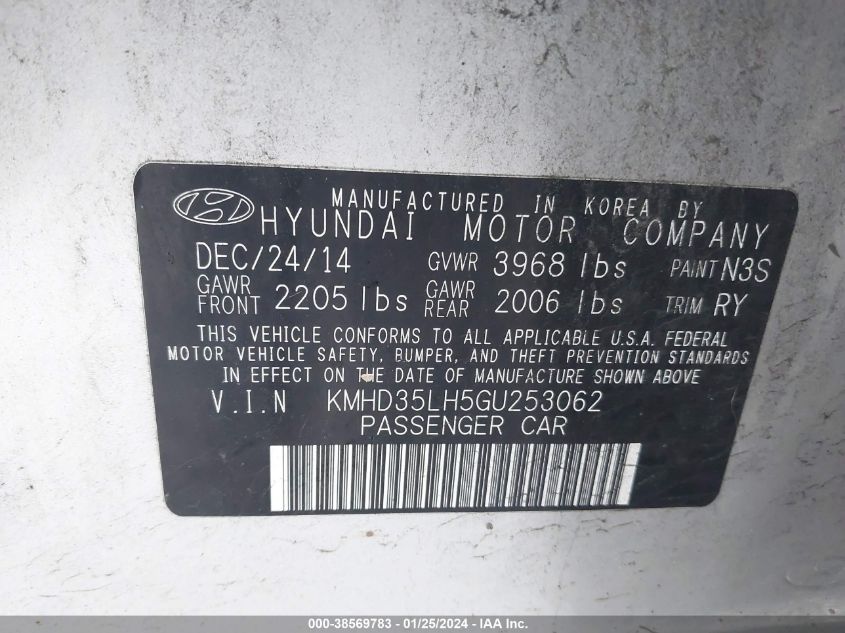 MANUFACTURED IN KOREA BY
HYUNDAI MOTOR COMPANY
DEC/24/14 GVWR 3968 lbs PAINT N3S
GAWR FRONT 2205 lbs GAWR REAR 2006 lbs TRIM RY
THIS VEHICLE CONFORMS TO ALL APPLICABLE U.S.A. FEDERAL
MOTOR VEHICLE SAFETY, BUMPER, AND THEFT PREVENTION STANDARDS
IN EFFECT ON THE DATE OF MANUFACTURE SHOWN ABOVE
V.I.N KMHD35LH5GU253062
PASSENGER CAR
000-38569783 - 01/25/2024 - IAA Inc.